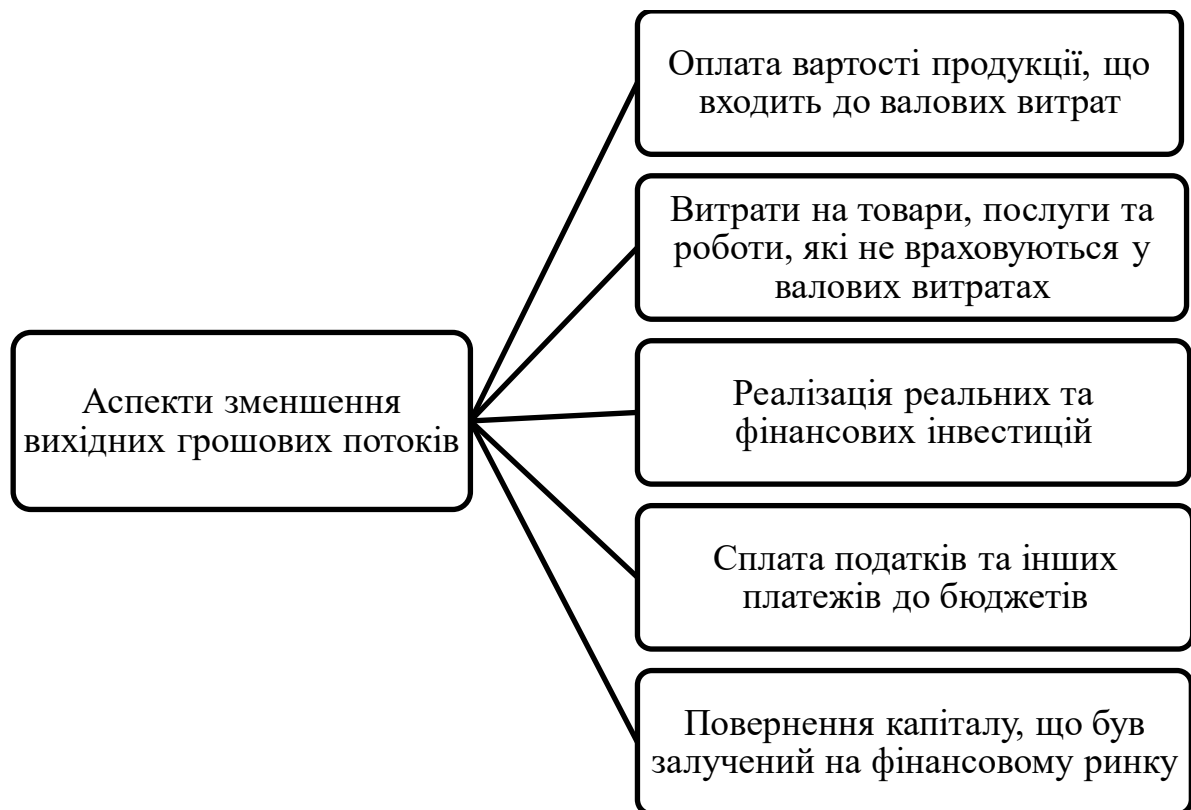 Оплата вартості продукції, що
входить до валових витрат
Витрати на товари, послуги та
роботи, які не враховуються у
валових витратах
Аспекти зменшення
вихідних грошових потоків
Реалізація реальних та
фінансових інвестицій
Сплата податків та інших
платежів до бюджетів
Повернення капіталу, що був
залучений на фінансовому ринку